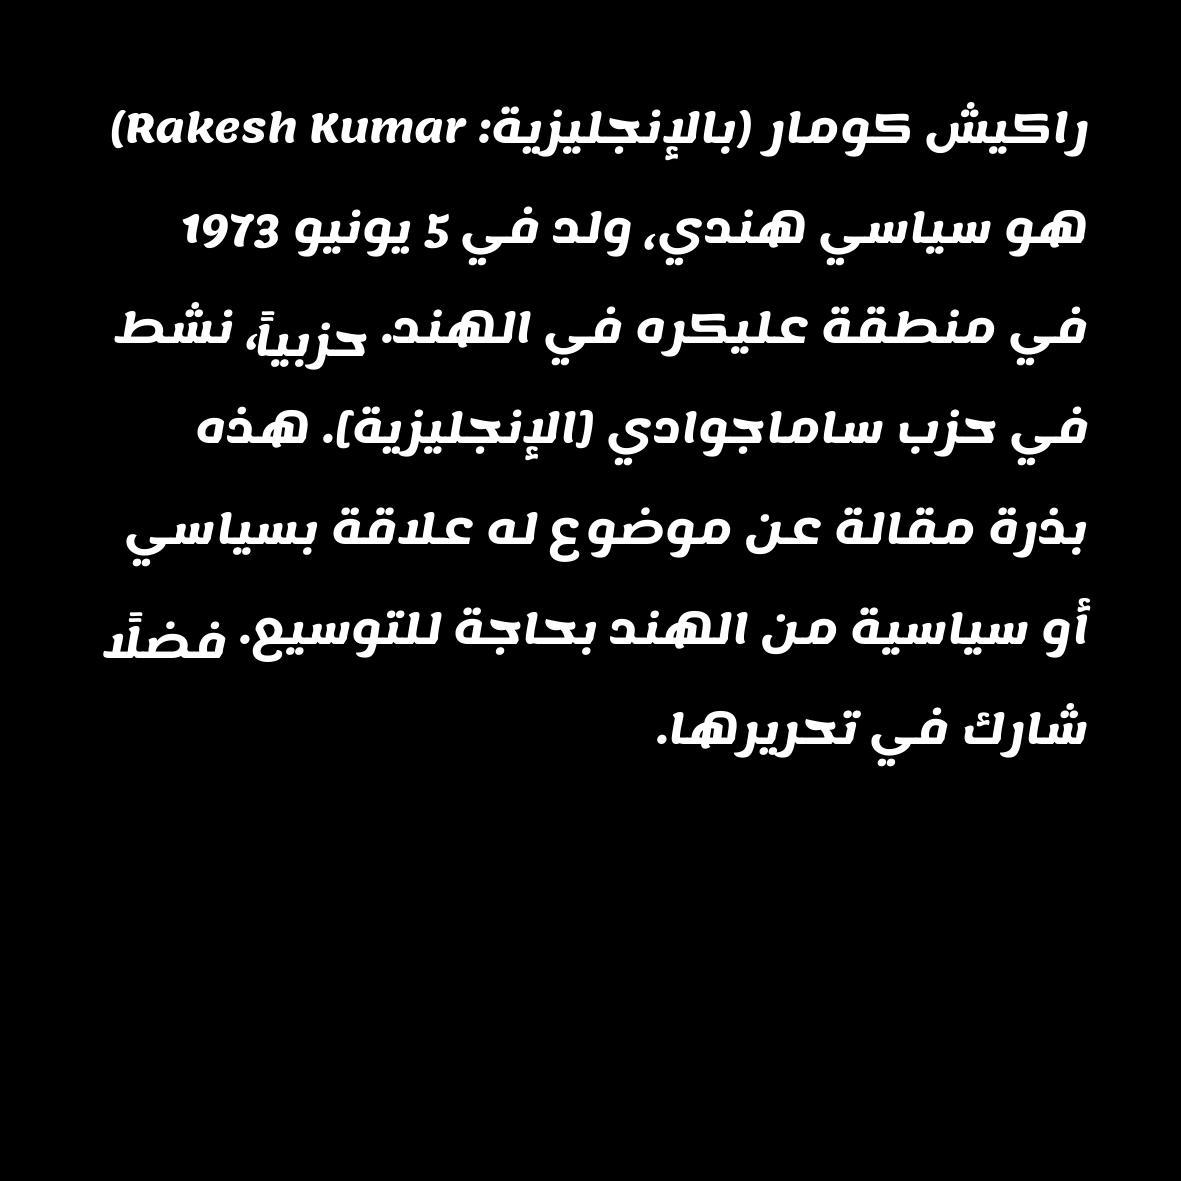 راكيش كومار (بالإنجليزية: Rakesh Kumar)
هو سياسي هندي، ولد في 5 يونيو 1973
في منطقة عليكره في الهند. حزبياً، نشط
في حزب ساماجوادي [الإنجليزية]. هذه
بذرة مقالة عن موضوع له علاقة بسياسي
أو سياسية من الهند بحاجة للتوسيع. فضلًا
شارك في تحريرها.